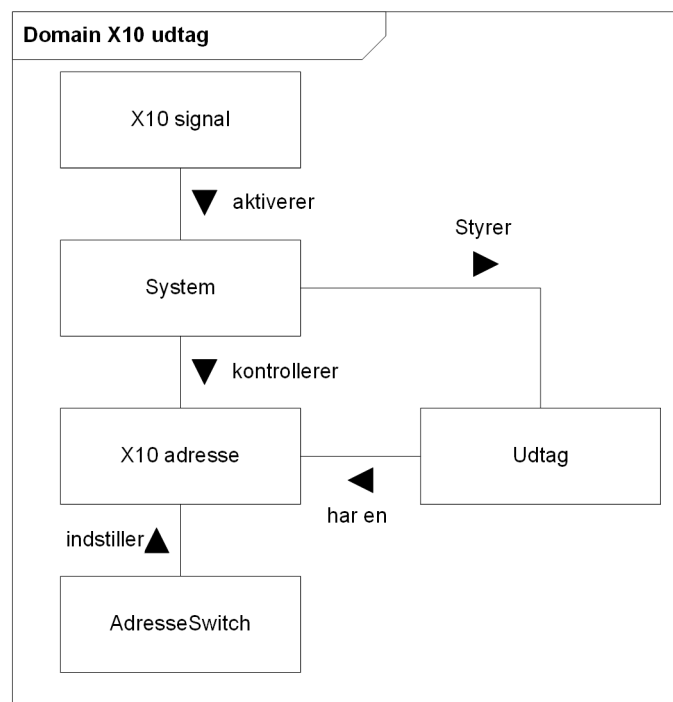 Domain X10 udtag
X10 signal
aktiverer
Styrer
System
kontrollerer
X10 adresse
Udtag
har en
indstiller
AdresseSwitch